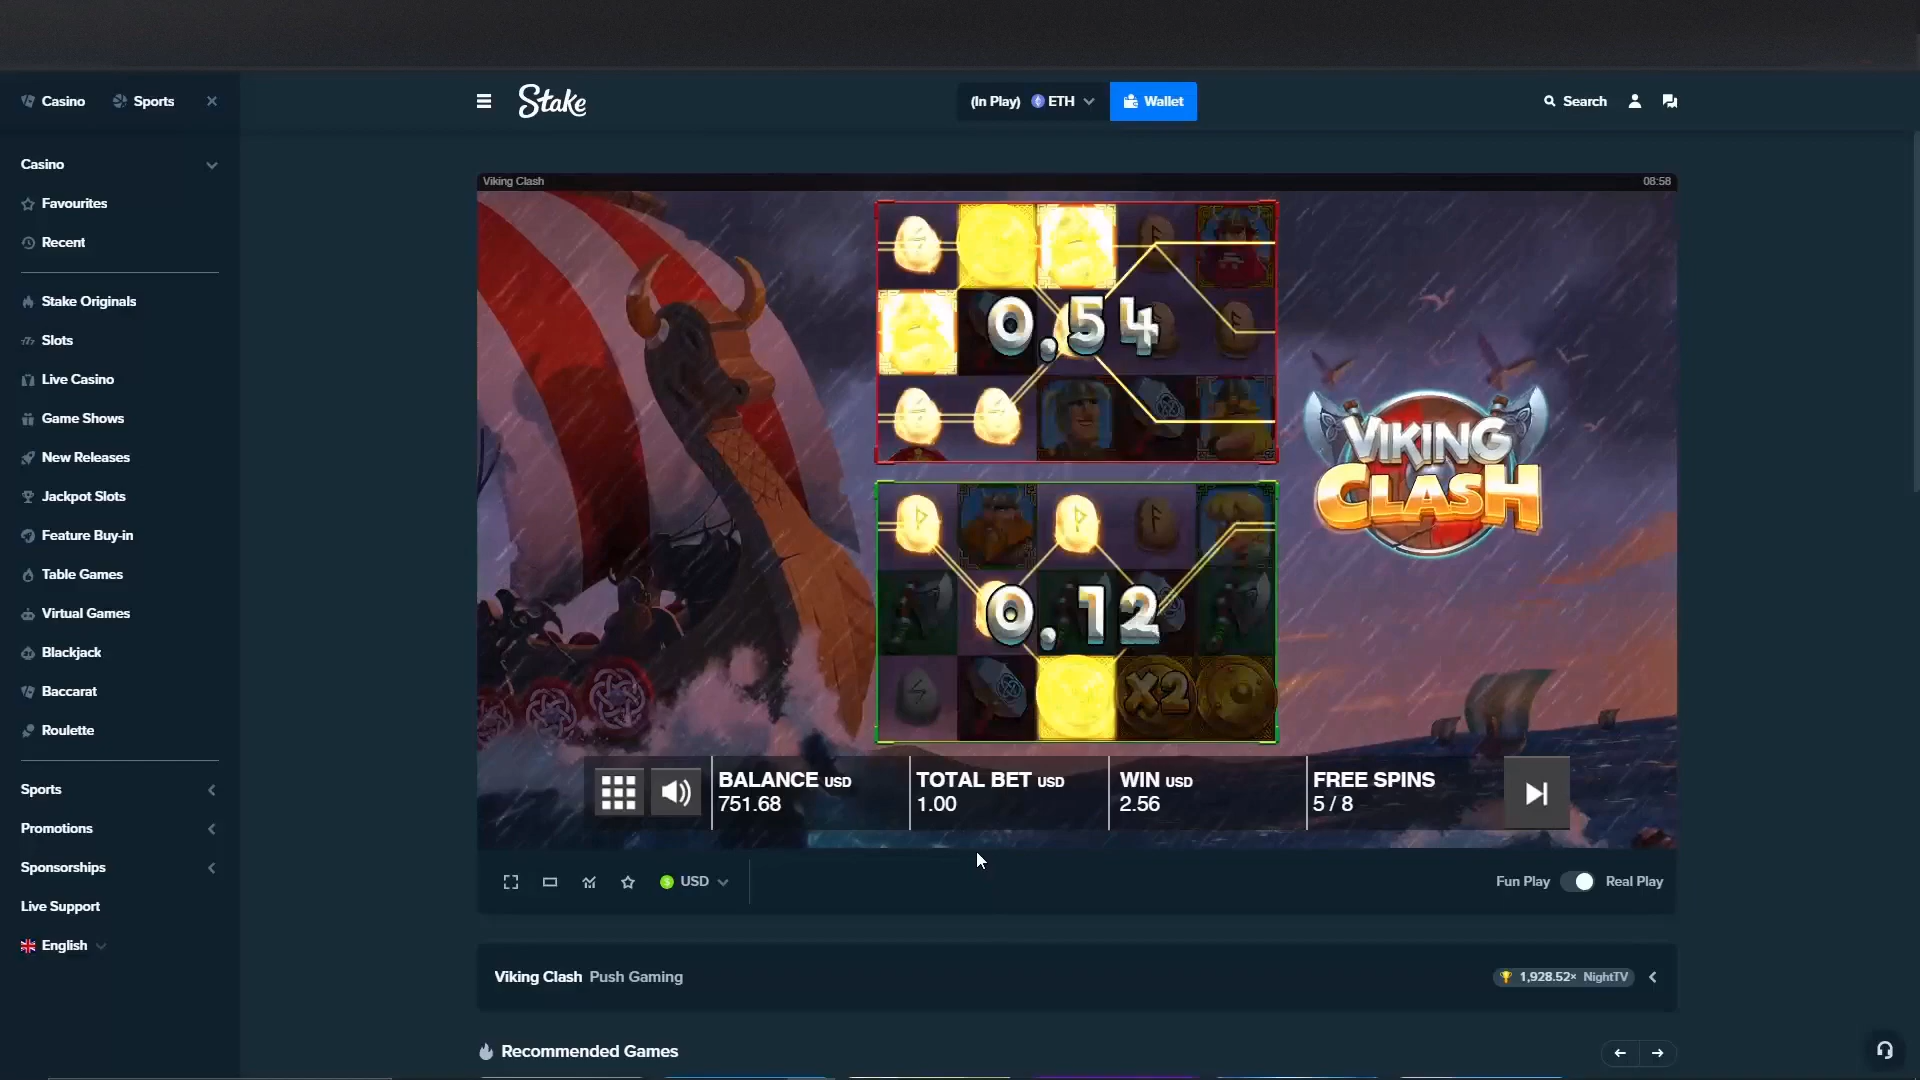 Casino
Sports
Stake
(In Play) ETH
Wallet
Search
Casino
Favourites
Recent
Stake Originals
Slots
Live Casino
Game Shows
New Releases
Jackpot Slots
Feature Buy-in
Table Games
Virtual Games
Blackjack
Baccarat
Roulette
Sports
Promotions
Sponsorships
Live Support
English
Viking Clash
08:58
0.54
VIKING
CLASH
0.12
X2
BALANCE USD
751.68
TOTAL BET USD
1.00
WIN USD
2.56
FREE SPINS
5 / 8
USD
Fun Play
Real Play
Viking Clash Push Gaming
1,928.52× NightTV
Recommended Games